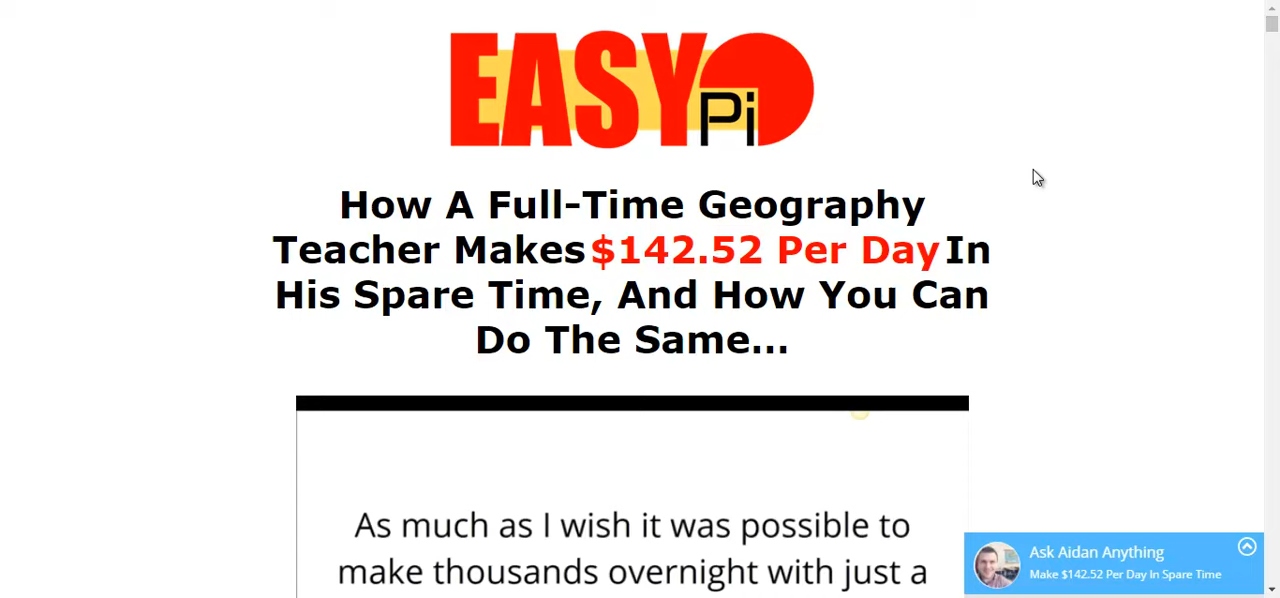 EASY Pi
How A Full-Time Geography
Teacher Makes $142.52 Per Day In
His Spare Time, And How You Can
Do The Same...
As much as I wish it was possible to
make thousands overnight with just a
Ask Aidan Anything
Make $142.52 Per Day In Spare Time